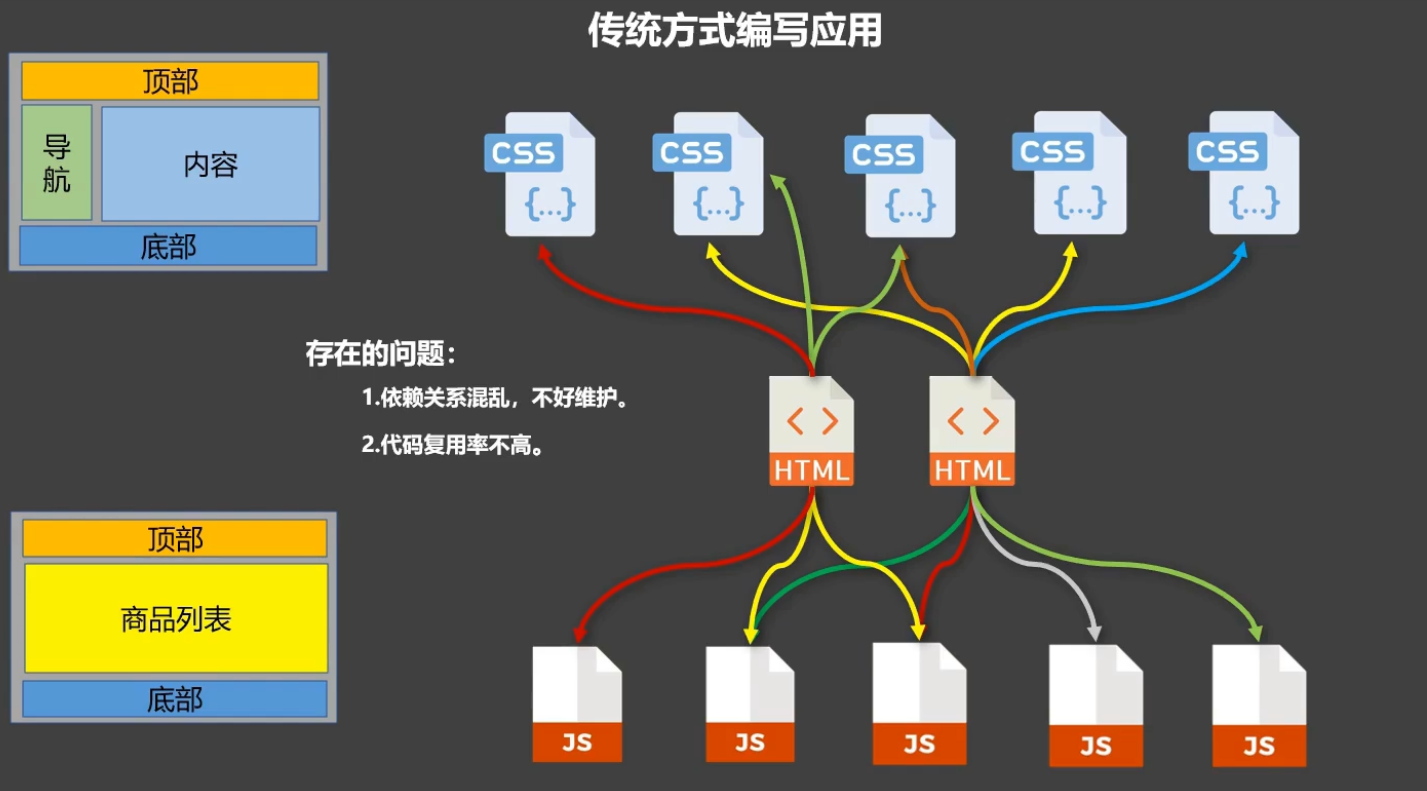 传统方式编写应用
顶部
导
航
内容
底部
CSS
{...}
CSS
{...}
CSS
{...}
CSS
{...}
CSS
{...}
存在的问题：
1.依赖关系混乱，不好维护。
2.代码复用率不高。
< >
HTML
< >
HTML
顶部
商品列表
底部
JS
JS
JS
JS
JS